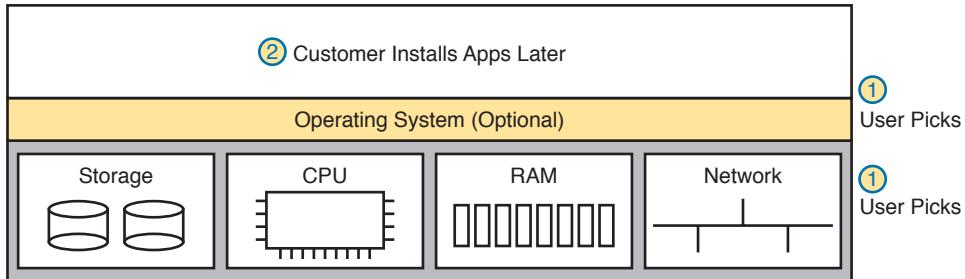 2 Customer Installs Apps Later
1
Operating System (Optional) User Picks
Storage CPU RAM Network 1
User Picks